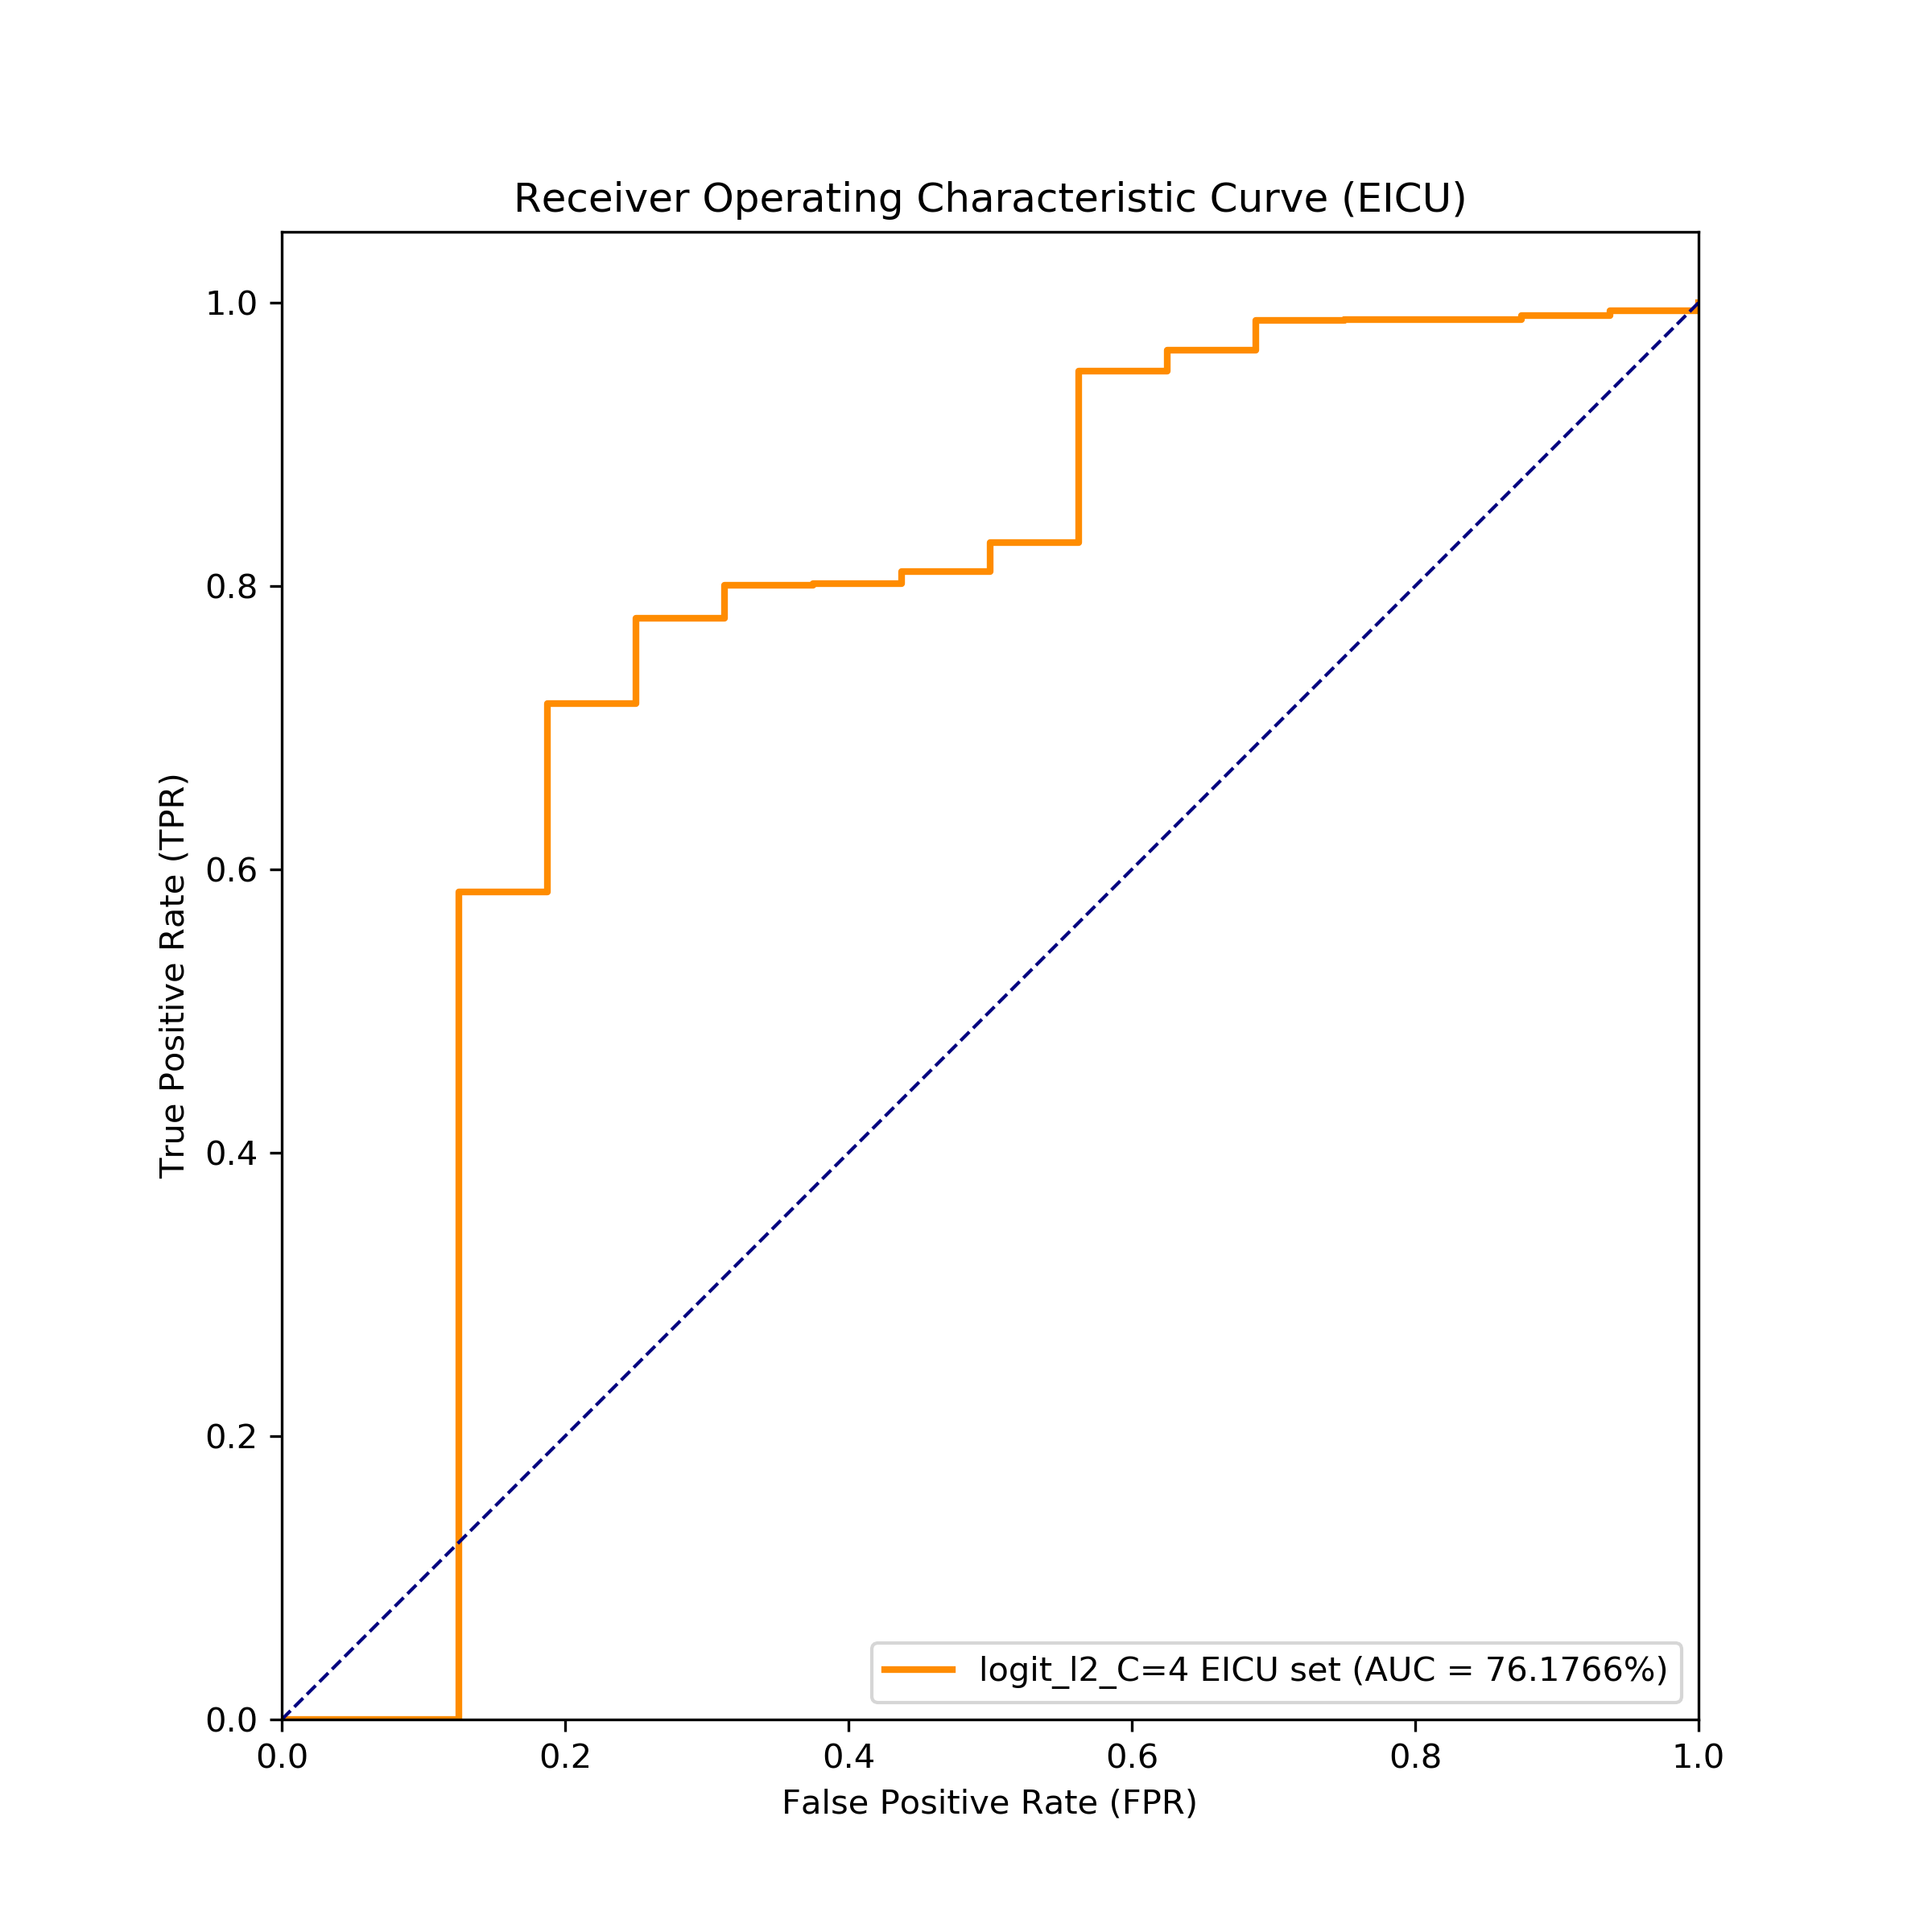 Receiver Operating Characteristic Curve (EICU)
1.0
0.8
0.6
0.4
0.2
0.0
True Positive Rate (TPR)
logit_l2_C=4 EICU set (AUC = 76.1766%)
0.0 0.2 0.4 0.6 0.8 1.0
False Positive Rate (FPR)